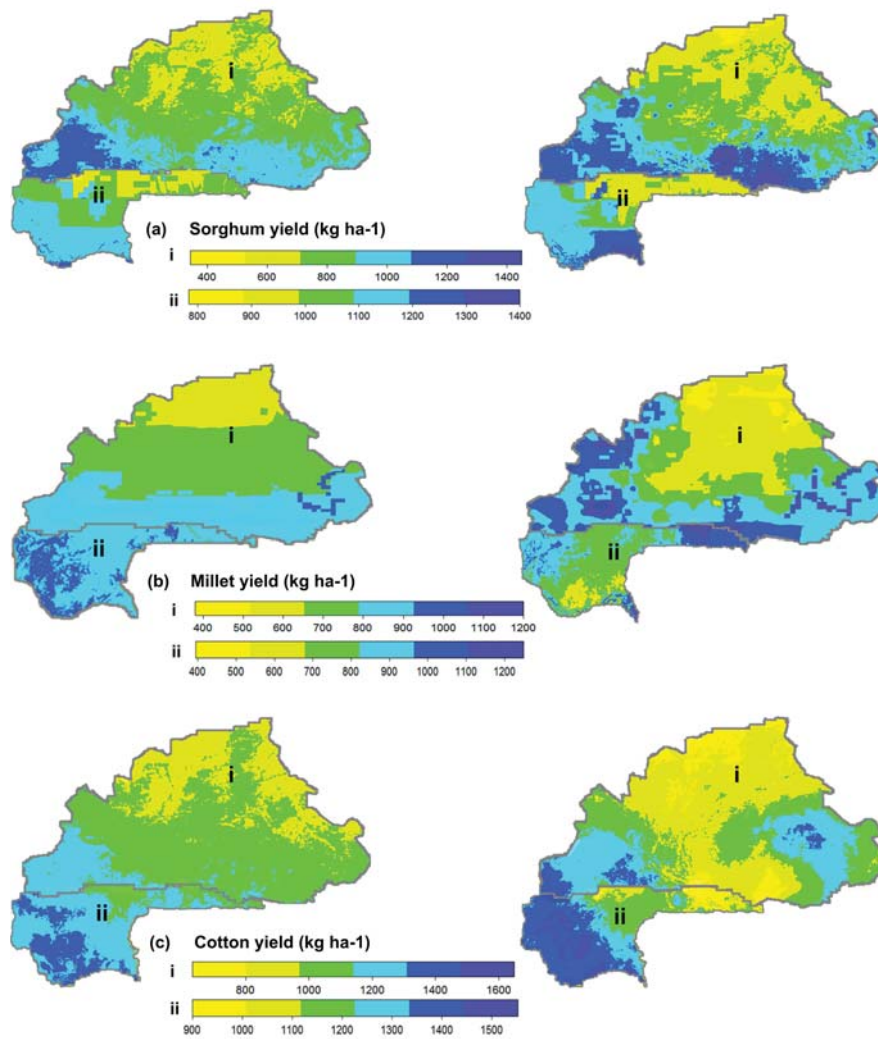 i
i
ii
ii
(a) Sorghum yield (kg ha-1)
i
400 600 800 1000 1200 1400
ii
800 900 1000 1100 1200 1300 1400
i
i
ii
ii
(b) Millet yield (kg ha-1)
i
400 500 600 700 800 900 1000 1100 1200
ii
400 500 600 700 800 900 1000 1100 1200
i
i
ii
ii
(c) Cotton yield (kg ha-1)
i
800 1000 1200 1400 1600
ii
900 1000 1100 1200 1300 1400 1500